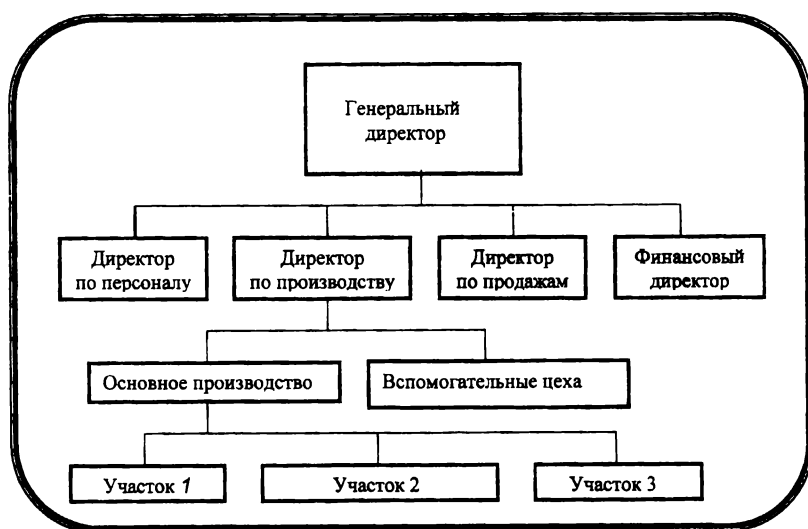 Генеральный
директор
Директор
по персоналу
Директор
по производству
Директор
по продажам
Финансовый
директор
Основное производство
Вспомогательные цеха
Участок 1
Участок 2
Участок 3